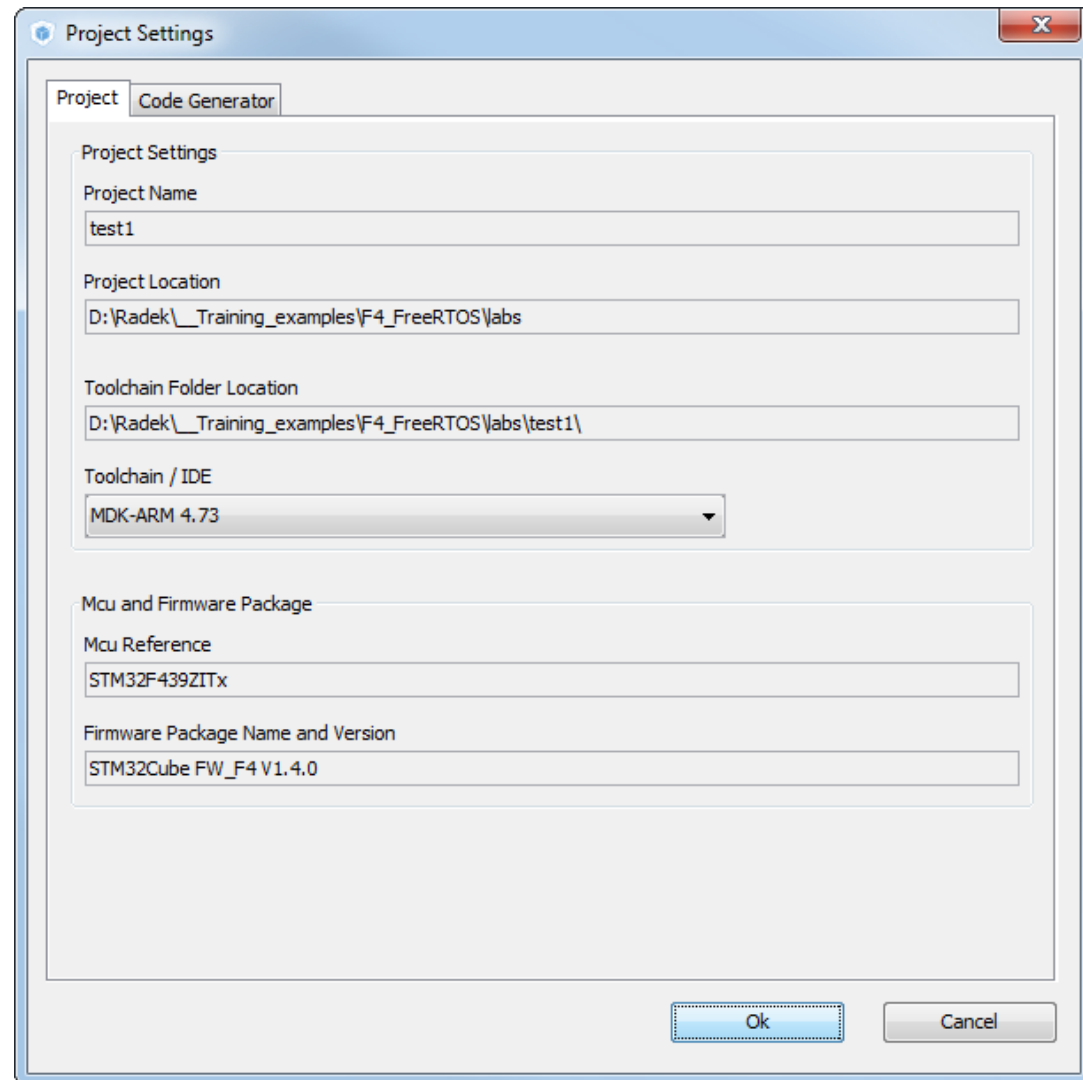 Project Settings
X
Project
Code Generator
Project Settings
Project Name
test1
Project Location
D:\Radek\__Training_examples\F4_FreeRTOS\labs
Toolchain Folder Location
D:\Radek\__Training_examples\F4_FreeRTOS\labs\test1\
Toolchain / IDE
MDK-ARM 4.73
Mcu and Firmware Package
Mcu Reference
STM32F439ZITx
Firmware Package Name and Version
STM32Cube FW_F4 V1.4.0
Ok
Cancel